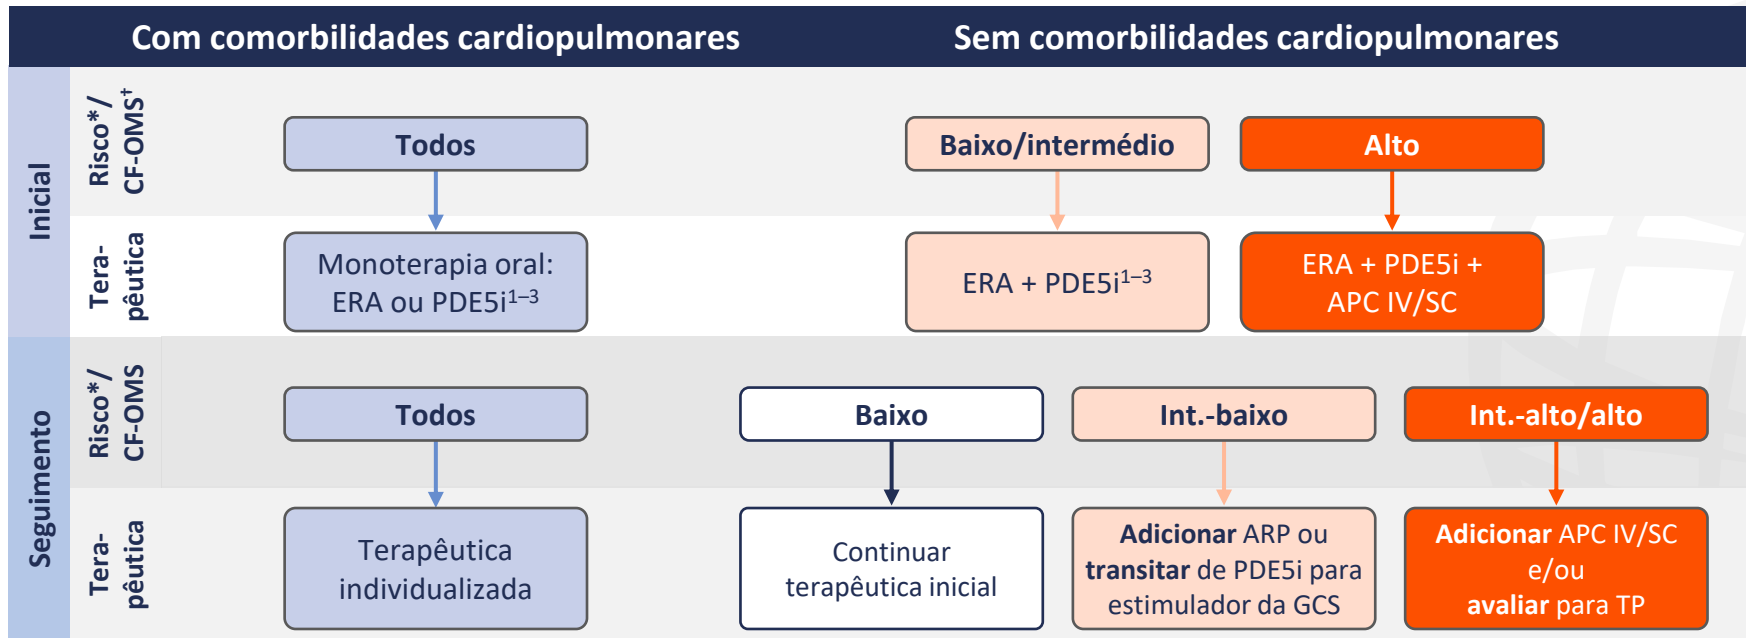 Com comorbilidades cardiopulmonares
Sem comorbilidades cardiopulmonares
Inicial
Risco*/
CF-OMS†
Todos
Baixo/intermédio
Alto
Tera-
pêutica
Monoterapia oral:
ERA ou PDE5i1–3
ERA + PDE5i1–3
ERA + PDE5i +
APC IV/SC
Seguimento
Risco*/
CF-OMS
Todos
Baixo
Int.-baixo
Int.-alto/alto
Tera-
pêutica
Terapêutica
individualizada
Continuar
terapêutica inicial
Adicionar ARP ou
transitar de PDE5i para
estimulador da GCS
Adicionar APC IV/SC
e/ou
avaliar para TP